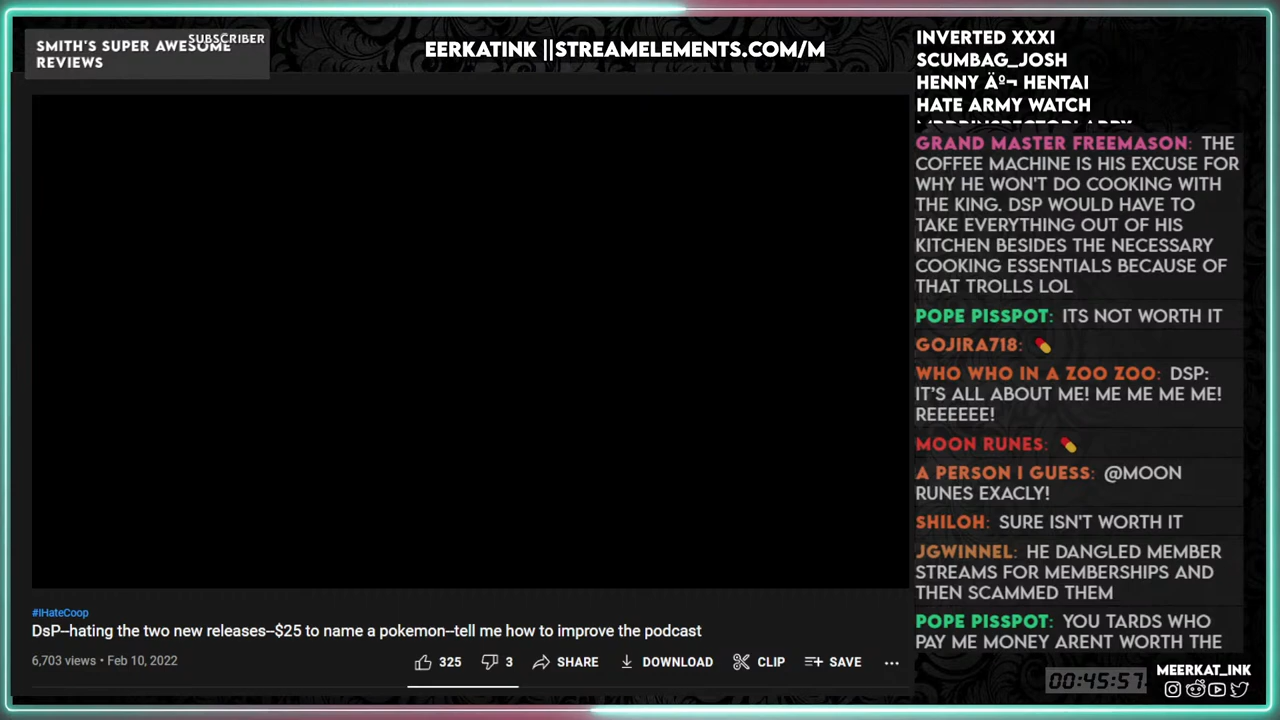 SMITH'S SUPER AWESOME
REVIEWS
SUBSCRIBER
EERKATINK ||STREAMELEMENTS.COM/M
INVERTED XXXI
SCUMBAG_JOSH
HENNY Äº¬ HENTAI
HATE ARMY WATCH
GRAND MASTER FREEMASON: THE
COFFEE MACHINE IS HIS EXCUSE FOR
WHY HE WON'T DO COOKING WITH
THE KING. DSP WOULD HAVE TO
TAKE EVERYTHING OUT OF HIS
KITCHEN BESIDES THE NECESSARY
COOKING ESSENTIALS BECAUSE OF
THAT TROLLS LOL
POPE PISSPOT: ITS NOT WORTH IT
GOJIRA718:
WHO WHO IN A ZOO ZOO: DSP:
IT'S ALL ABOUT ME! ME ME ME ME!
REEEEEE!
MOON RUNES:
A PERSON I GUESS: @MOON
RUNES EXACLY!
SHILOH: SURE ISN'T WORTH IT
JGWINNEL: HE DANGLED MEMBER
STREAMS FOR MEMBERSHIPS AND
THEN SCAMMED THEM
POPE PISSPOT: YOU TARDS WHO
PAY ME MONEY ARENT WORTH THE
#IHateCoop
DsP--hating the two new releases--$25 to name a pokemon--tell me how to improve the podcast
6,703 views • Feb 10, 2022
325
3
SHARE
DOWNLOAD
CLIP
SAVE
00:45:57
MEERKAT_INK